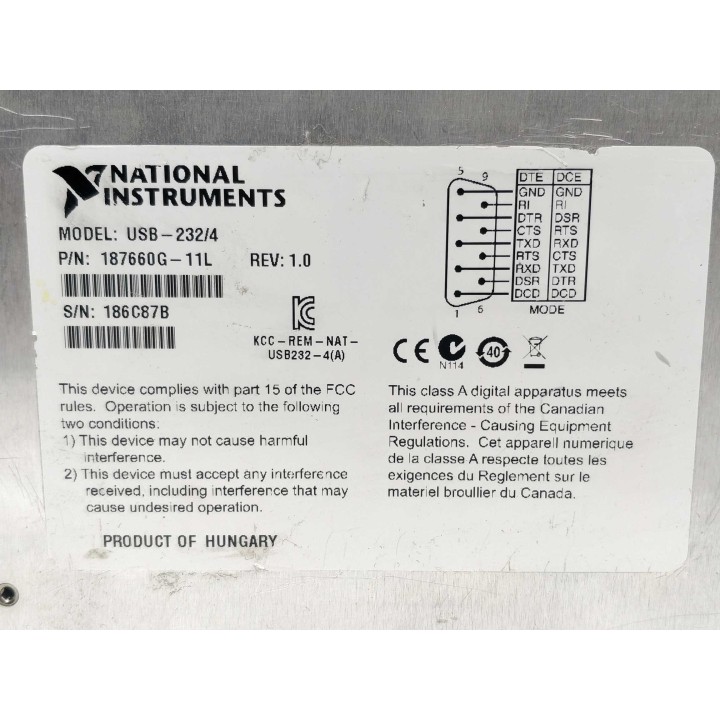 NATIONAL
INSTRUMENTS
MODEL: USB-232/4
P/N: 187660G-11L REV: 1.0
S/N: 186C87B
KCC-REM-NAT-
USB232-4(A)
5 9
DTE DCE
GND GND
RI RI
DTR DSR
CTS RTS
TXD RXD
RTS CTS
RXD TXD
DSR DTR
DCD DCD
1 6
MODE
CE N114 40
This device complies with part 15 of the FCC
rules. Operation is subject to the following
two conditions:
1) This device may not cause harmful
interference.
2) This device must accept any interference
received, including interference that may
cause undesired operation.
This class A digital apparatus meets
all requirements of the Canadian
Interference - Causing Equipment
Regulations. Cet appareil numerique
de la classe A respecte toutes les
exigences du Reglement sur le
materiel broullier du Canada.
PRODUCT OF HUNGARY